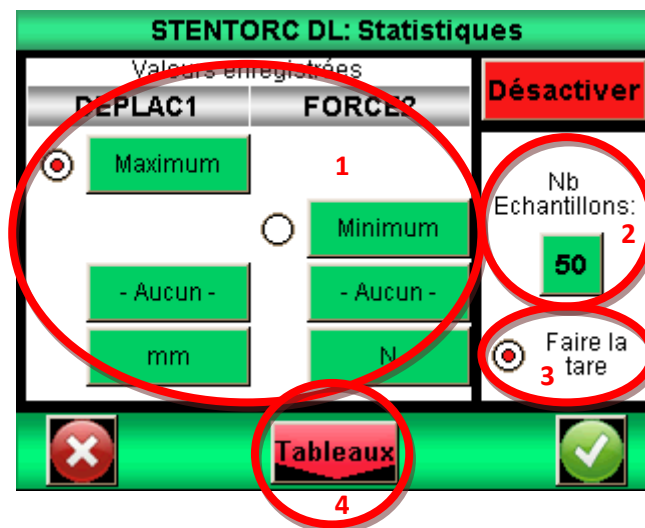 STENTORC DL: Statistiques
Valeurs enregistrées
DEPLAC1 FORCE2
Désactiver
Maximum
1
Minimum
- Aucun - - Aucun -
mm N
Nb
Echantillons:
2
50
Faire la
tare
3
Tableaux
4